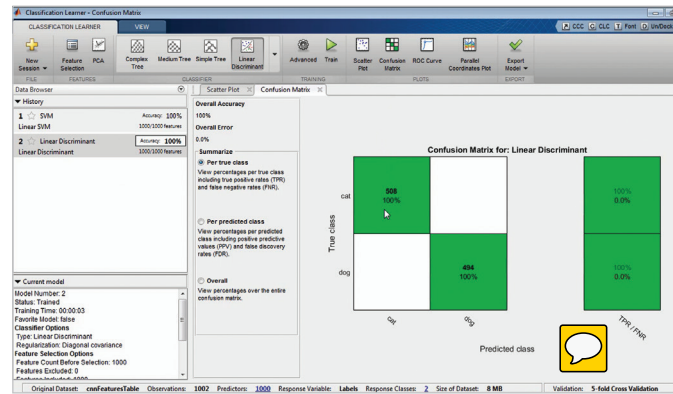 Classification Learner - Confusion Matrix
CLASSIFICATION LEARNER VIEW
CCC CLC Font Un/Dock
New Session
Feature Selection
PCA
Complex Tree
Medium Tree
Simple Tree
Linear Discriminant
Advanced
Train
Scatter Plot
Confusion Matrix
ROC Curve
Parallel Coordinates Plot
Export Model
FILE FEATURES CLASSIFIER TRAINING PLOTS EXPORT
Data Browser
Scatter Plot
Confusion Matrix
History
1 SVM Accuracy: 100%
Linear SVM 1000/1000 features
2 Linear Discriminant Accuracy: 100%
Linear Discriminant 1000/1000 features
Current model
Model Number: 2
Status: Trained
Training Time: 00:00:03
Favorite Model: false
Classifier Options
Type: Linear Discriminant
Regularization: Diagonal covariance
Feature Selection Options
Feature Count Before Selection: 1000
Features Excluded: 0
Features Included: 1000
Overall Accuracy
100%
Overall Error
0.0%
Summarize
Per true class
View percentages per true class
including true positive rates (TPR)
and false negative rates (FNR).
Per predicted class
View percentages per predicted
class including positive predictive
values (PPV) and false discovery
rates (FDR).
Overall
View percentages over the entire
confusion matrix.
Confusion Matrix for: Linear Discriminant
True class
cat
508
100%
100%
0.0%
dog
494
100%
100%
0.0%
cat
dog
TPR / FNR
Predicted class
Original Dataset: cnnFeaturesTable Observations: 1002 Predictors: 1000 Response Variable: Labels Response Classes: 2 Size of Dataset: 8 MB Validation: 5-fold Cross Validation